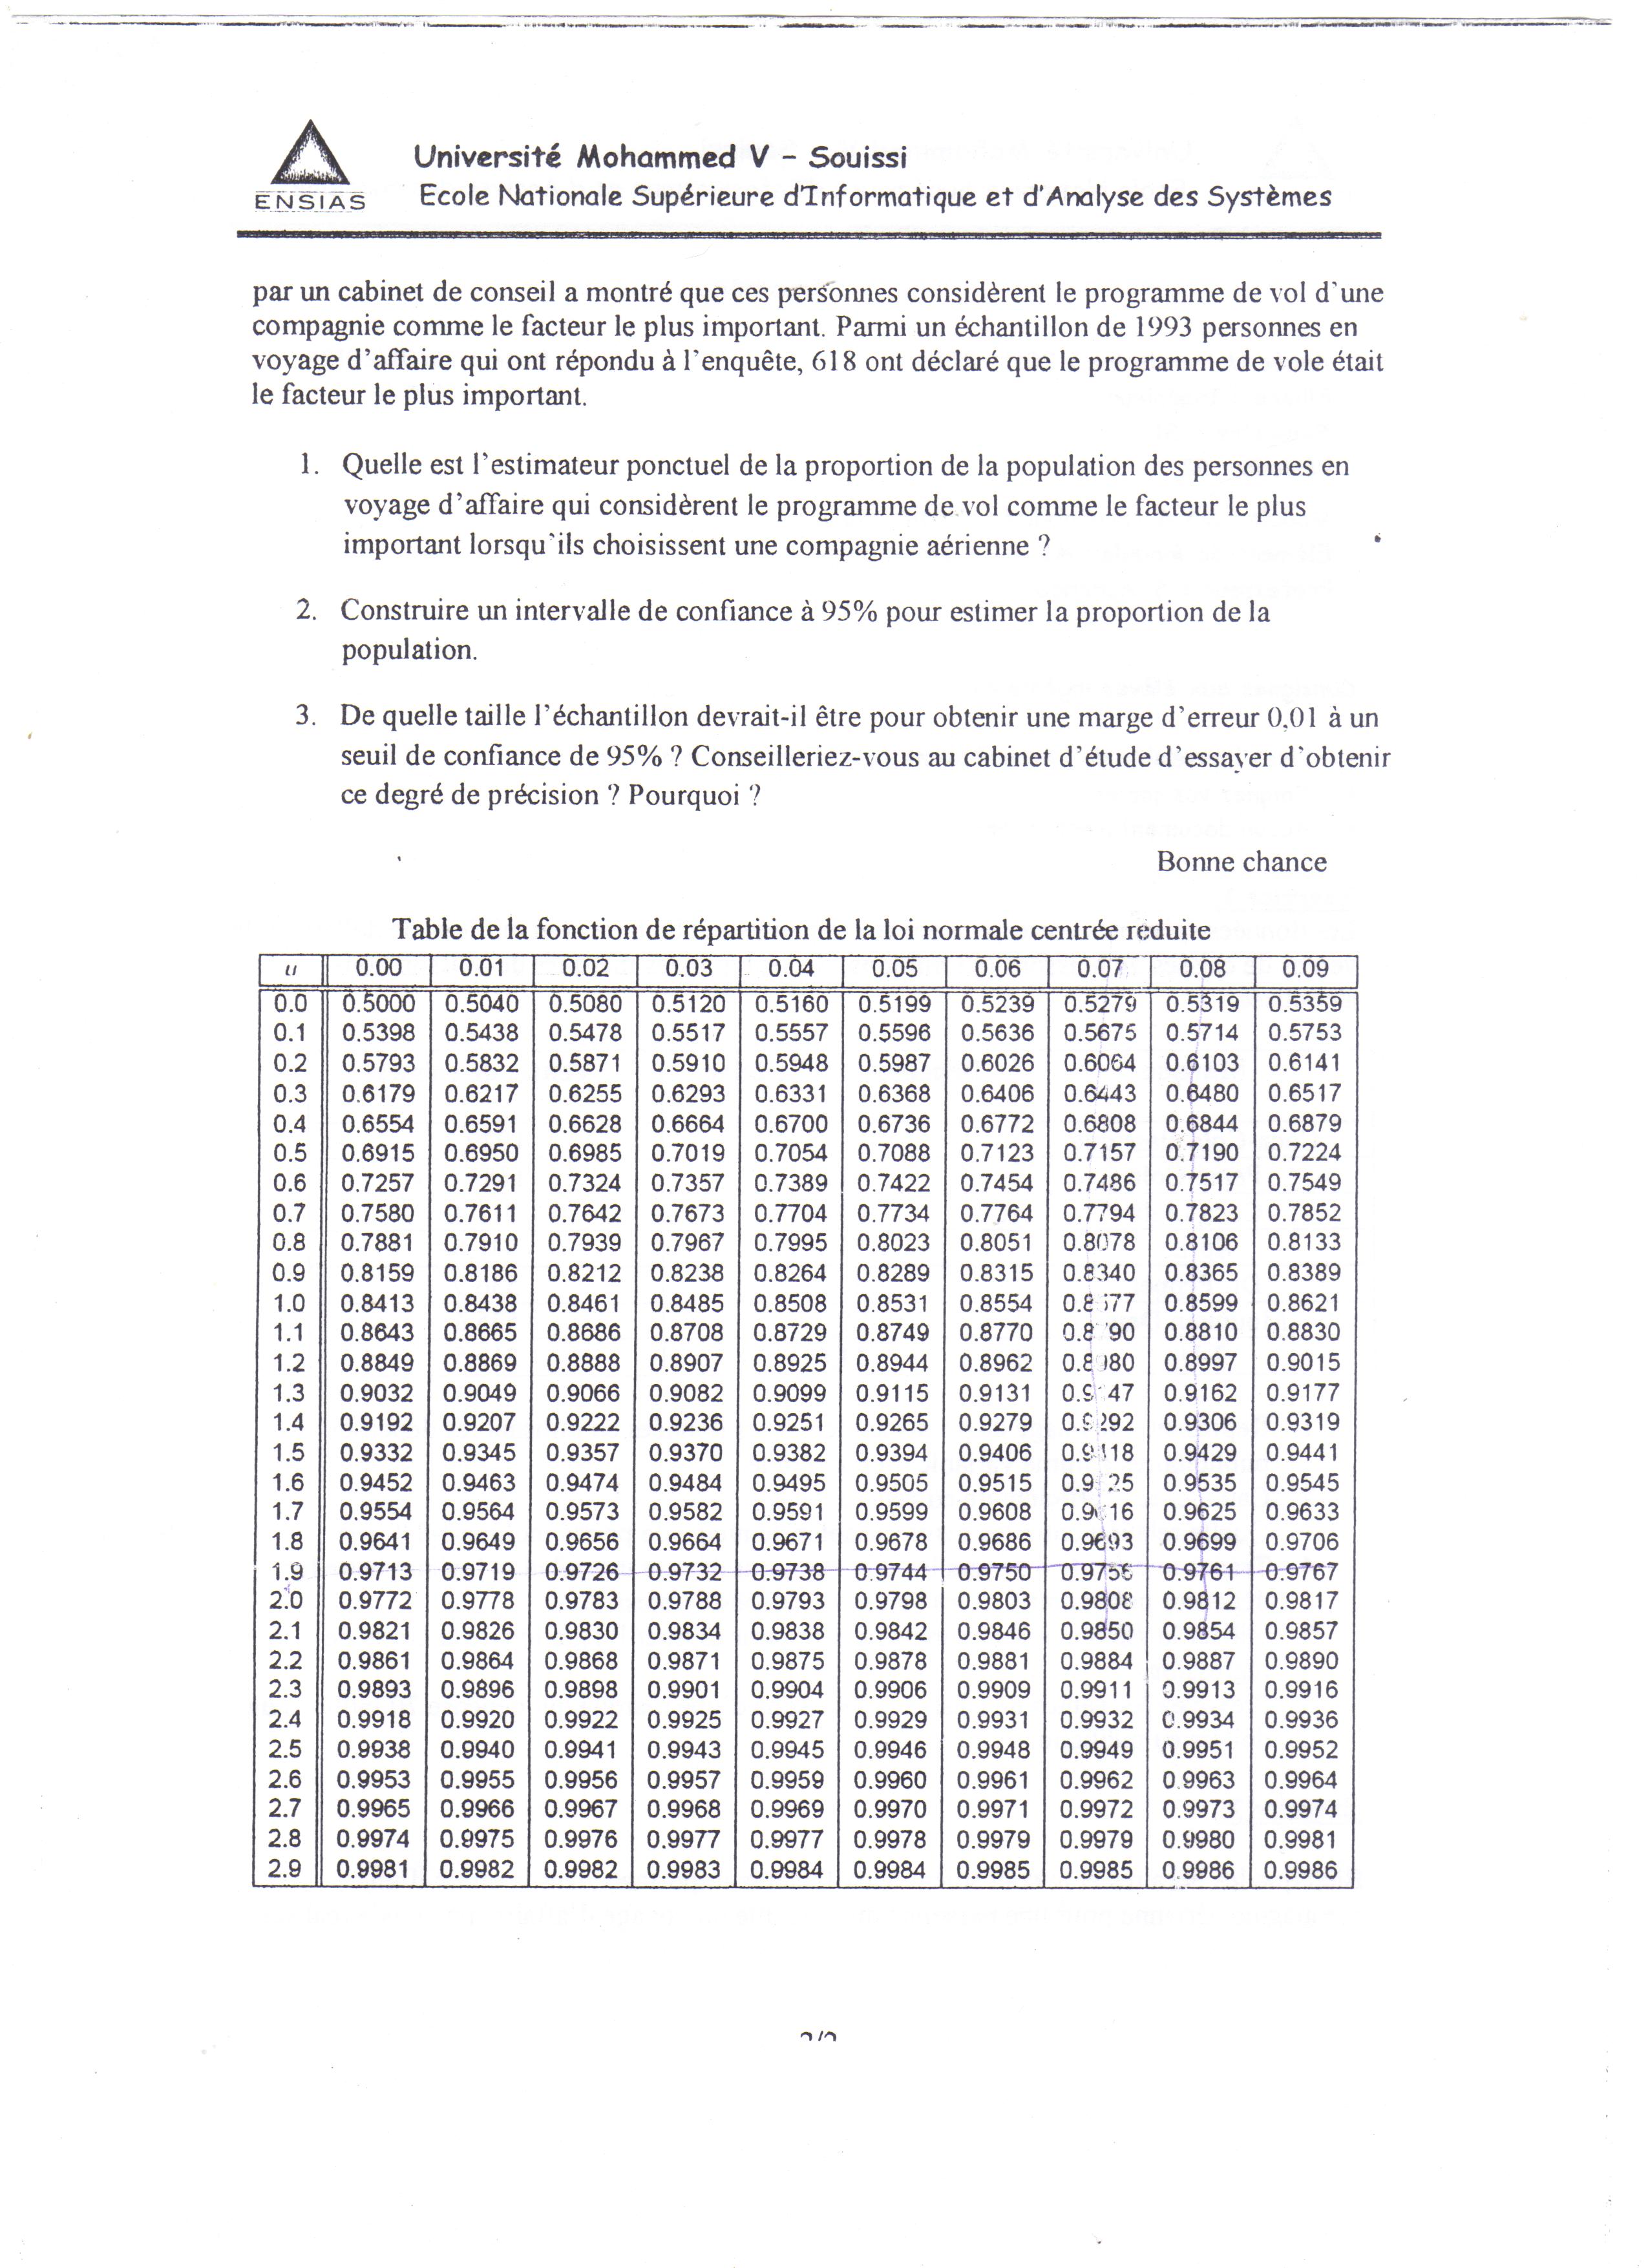 ENSIAS
Université Mohammed V - Souissi
Ecole Nationale Supérieure d'Informatique et d'Analyse des Systèmes
par un cabinet de conseil a montré que ces personnes considèrent le programme de vol d'une
compagnie comme le facteur le plus important. Parmi un échantillon de 1993 personnes en
voyage d'affaire qui ont répondu à l'enquête, 618 ont déclaré que le programme de vole était
le facteur le plus important.
1. Quelle est l'estimateur ponctuel de la proportion de la population des personnes en
voyage d'affaire qui considèrent le programme de vol comme le facteur le plus
important lorsqu'ils choisissent une compagnie aérienne ?
2. Construire un intervalle de confiance à 95% pour estimer la proportion de la
population.
3. De quelle taille l'échantillon devrait-il être pour obtenir une marge d'erreur 0,01 à un
seuil de confiance de 95% ? Conseilleriez-vous au cabinet d'étude d'essayer d'obtenir
ce degré de précision ? Pourquoi ?
Bonne chance
Table de la fonction de répartition de la loi normale centrée réduite
u 0.00 0.01 0.02 0.03 0.04 0.05 0.06 0.07 0.08 0.09
0.0 0.5000 0.5040 0.5080 0.5120 0.5160 0.5199 0.5239 0.5279 0.5319 0.5359
0.1 0.5398 0.5438 0.5478 0.5517 0.5557 0.5596 0.5636 0.5675 0.5714 0.5753
0.2 0.5793 0.5832 0.5871 0.5910 0.5948 0.5987 0.6026 0.6064 0.6103 0.6141
0.3 0.6179 0.6217 0.6255 0.6293 0.6331 0.6368 0.6406 0.6443 0.6480 0.6517
0.4 0.6554 0.6591 0.6628 0.6664 0.6700 0.6736 0.6772 0.6808 0.6844 0.6879
0.5 0.6915 0.6950 0.6985 0.7019 0.7054 0.7088 0.7123 0.7157 0.7190 0.7224
0.6 0.7257 0.7291 0.7324 0.7357 0.7389 0.7422 0.7454 0.7486 0.7517 0.7549
0.7 0.7580 0.7611 0.7642 0.7673 0.7704 0.7734 0.7764 0.7794 0.7823 0.7852
0.8 0.7881 0.7910 0.7939 0.7967 0.7995 0.8023 0.8051 0.8078 0.8106 0.8133
0.9 0.8159 0.8186 0.8212 0.8238 0.8264 0.8289 0.8315 0.8340 0.8365 0.8389
1.0 0.8413 0.8438 0.8461 0.8485 0.8508 0.8531 0.8554 0.8599 0.8621
1.1 0.8643 0.8665 0.8686 0.8708 0.8729 0.8749 0.8770 0.8810 0.8830
1.2 0.8849 0.8869 0.8888 0.8907 0.8925 0.8944 0.8962 0.8997 0.9015
1.3 0.9032 0.9049 0.9066 0.9082 0.9099 0.9115 0.9131 0.9162 0.9177
1.4 0.9192 0.9207 0.9222 0.9236 0.9251 0.9265 0.9279 0.9306 0.9319
1.5 0.9332 0.9345 0.9357 0.9370 0.9382 0.9394 0.9406 0.9429 0.9441
1.6 0.9452 0.9463 0.9474 0.9484 0.9495 0.9505 0.9515 0.9535 0.9545
1.7 0.9554 0.9564 0.9573 0.9582 0.9591 0.9599 0.9608 0.9625 0.9633
1.8 0.9641 0.9649 0.9656 0.9664 0.9671 0.9678 0.9686 0.9693 0.9699 0.9706
1.9 0.9713 0.9719 0.9726 0.9732 0.9738 0.9744 0.9750 0.9756 0.9761 0.9767
2.0 0.9772 0.9778 0.9783 0.9788 0.9793 0.9798 0.9803 0.9808 0.9812 0.9817
2.1 0.9821 0.9826 0.9830 0.9834 0.9838 0.9842 0.9846 0.9850 0.9854 0.9857
2.2 0.9861 0.9864 0.9868 0.9871 0.9875 0.9878 0.9881 0.9884 0.9887 0.9890
2.3 0.9893 0.9896 0.9898 0.9901 0.9904 0.9906 0.9909 0.9911 0.9913 0.9916
2.4 0.9918 0.9920 0.9922 0.9925 0.9927 0.9929 0.9931 0.9932 0.9934 0.9936
2.5 0.9938 0.9940 0.9941 0.9943 0.9945 0.9946 0.9948 0.9949 0.9951 0.9952
2.6 0.9953 0.9955 0.9956 0.9957 0.9959 0.9960 0.9961 0.9962 0.9963 0.9964
2.7 0.9965 0.9966 0.9967 0.9968 0.9969 0.9970 0.9971 0.9972 0.9973 0.9974
2.8 0.9974 0.9975 0.9976 0.9977 0.9977 0.9978 0.9979 0.9979 0.9980 0.9981
2.9 0.9981 0.9982 0.9982 0.9983 0.9984 0.9984 0.9985 0.9985 0.9986 0.9986